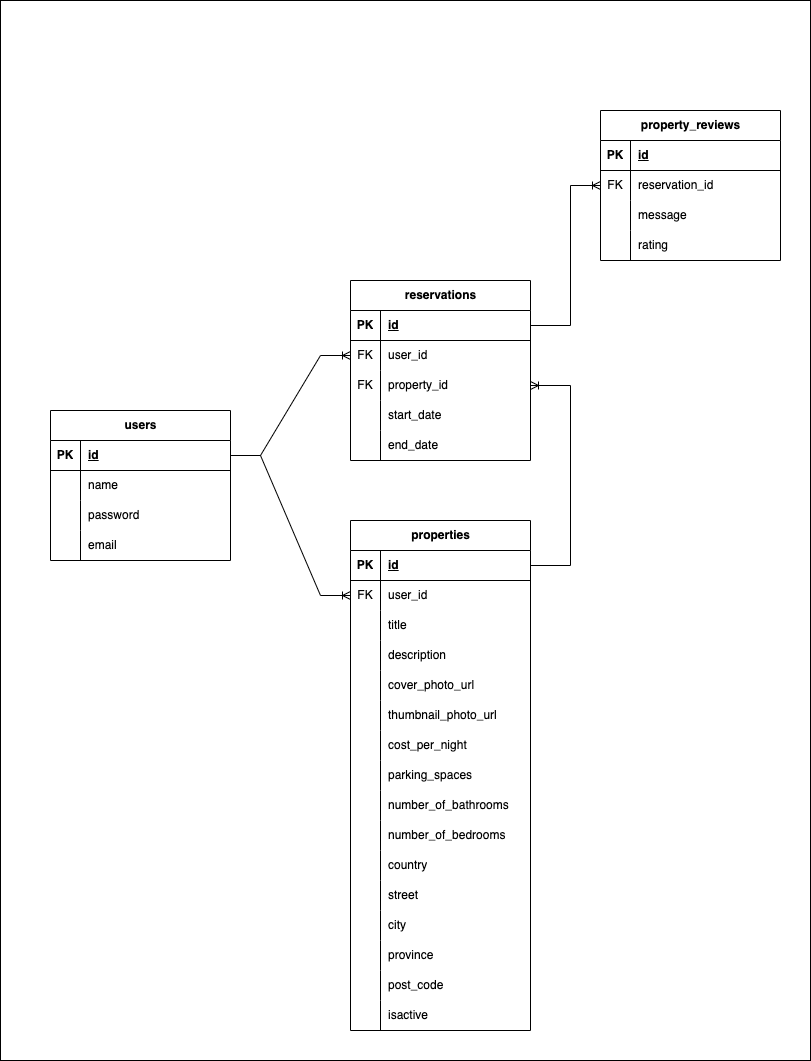 property_reviews
PK id
FK reservation_id
message
rating
reservations
PK id
FK user_id
FK property_id
start_date
end_date
users
PK id
name
password
email
properties
PK id
FK user_id
title
description
cover_photo_url
thumbnail_photo_url
cost_per_night
parking_spaces
number_of_bathrooms
number_of_bedrooms
country
street
city
province
post_code
isactive